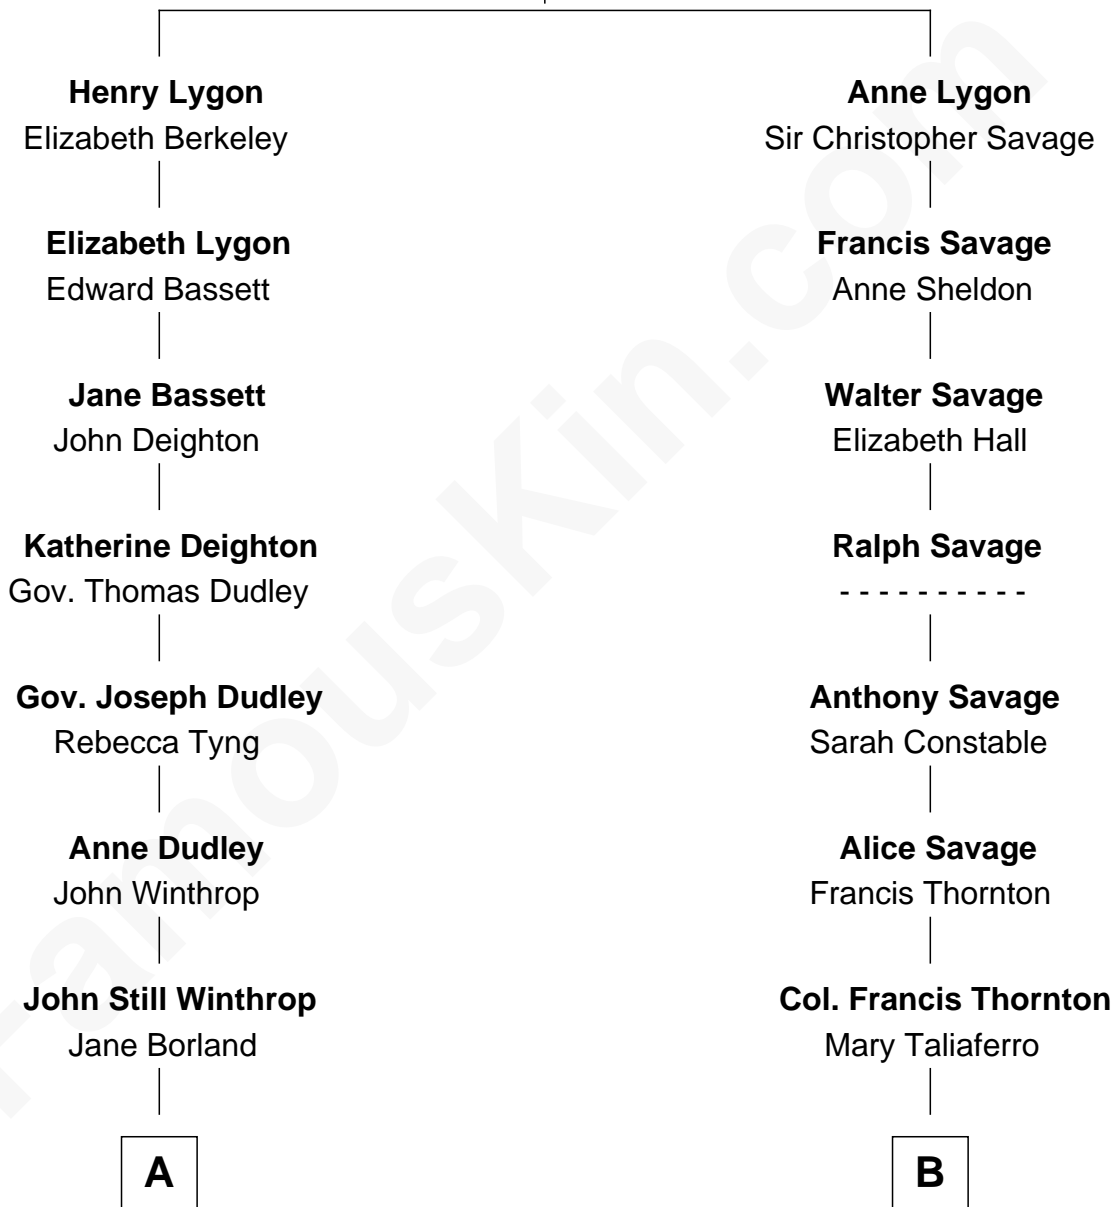 Henry Lygon
Elizabeth Berkeley
Elizabeth Lygon
Edward Bassett
Jane Bassett
John Deighton
Katherine Deighton
Gov. Thomas Dudley
Gov. Joseph Dudley
Rebecca Tyng
Anne Dudley
John Winthrop
John Still Winthrop
Jane Borland
A
Anne Lygon
Sir Christopher Savage
Francis Savage
Anne Sheldon
Walter Savage
Elizabeth Hall
Ralph Savage
- - - - - - - - - -
Anthony Savage
Sarah Constable
Alice Savage
Francis Thornton
Col. Francis Thornton
Mary Taliaferro
B
FamousKin.com